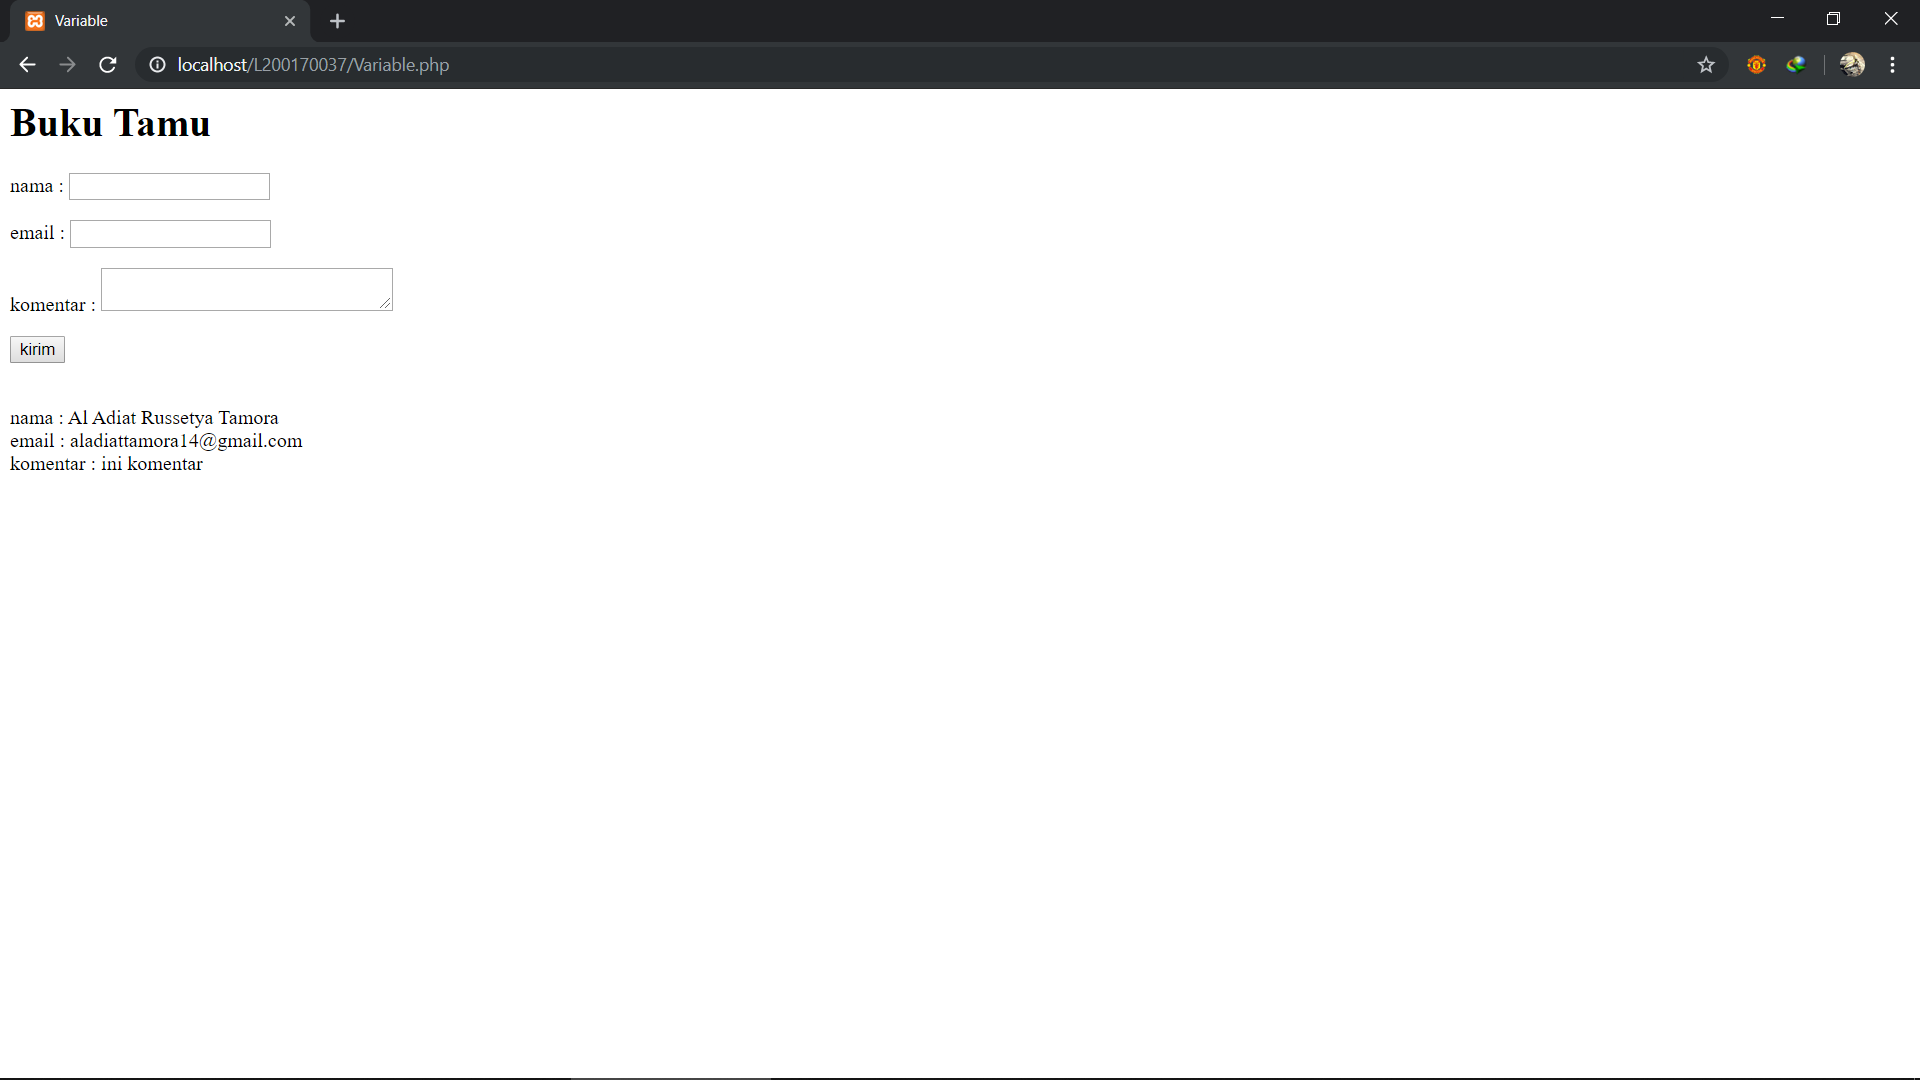 Variable
localhost/L200170037/Variable.php
Buku Tamu
nama :
email :
komentar :
kirim
nama : Al Adiat Russetya Tamora
email : aladiattamora14@gmail.com
komentar : ini komentar